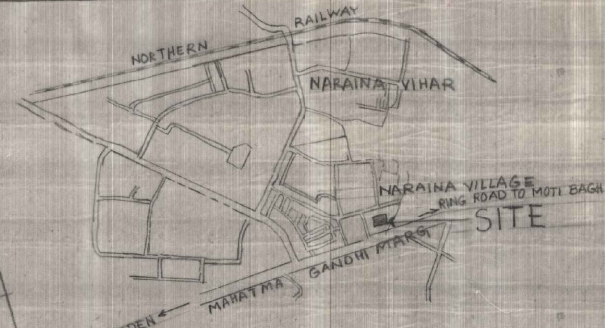 NORTHERN RAILWAY
NARAINA VIHAR
NARAINA VILLAGE
RING ROAD TO MOTI BAGH
SITE
MAHATMA GANDHI MARG